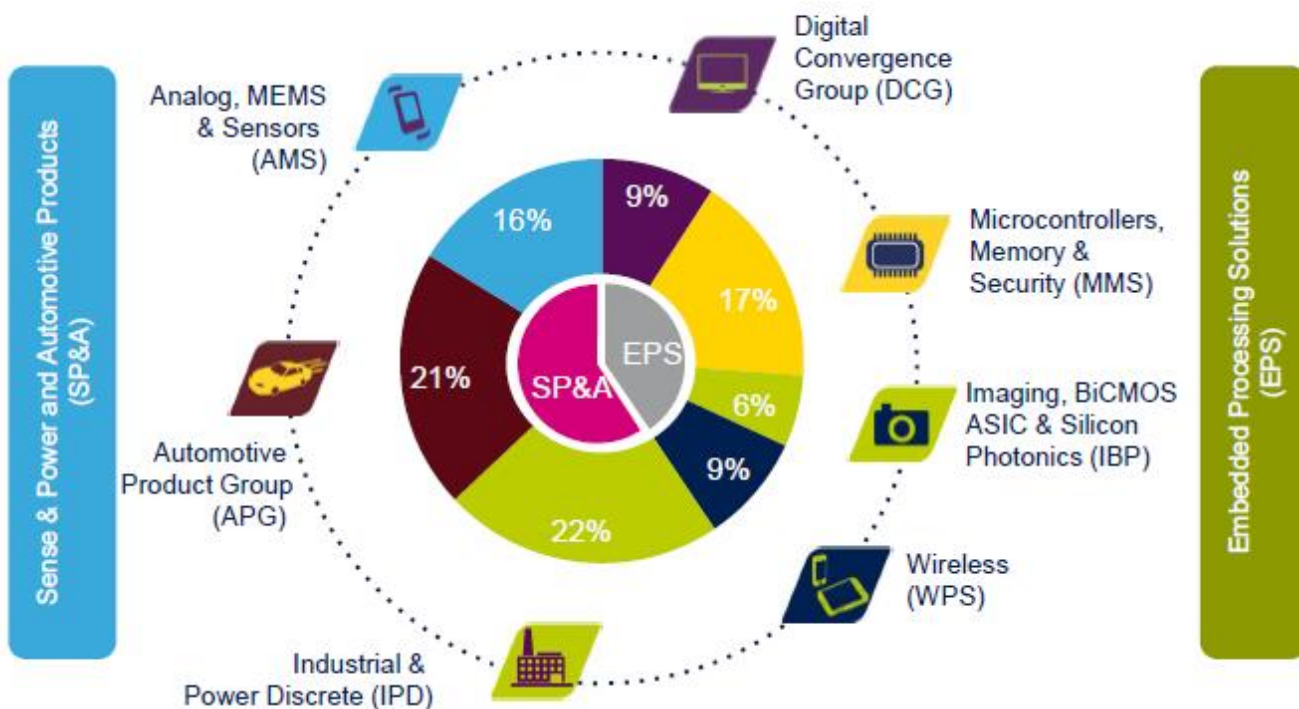 Sense & Power and Automotive Products
(SP&A)
Analog, MEMS
& Sensors
(AMS)
Automotive
Product Group
(APG)
Industrial &
Power Discrete (IPD)
16%
9%
17%
6%
9%
22%
21%
SP&A
EPS
Digital
Convergence
Group (DCG)
Microcontrollers,
Memory &
Security (MMS)
Imaging, BiCMOS
ASIC & Silicon
Photonics (IBP)
Wireless
(WPS)
Embedded Processing Solutions
(EPS)